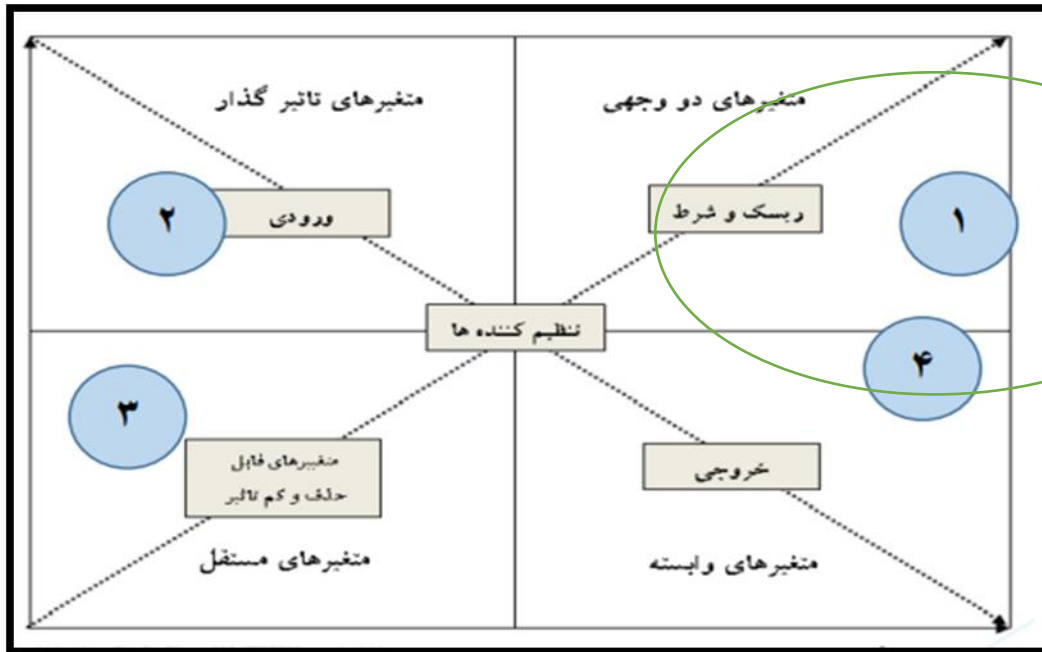 متغیرهای دو وجهی
متغیرهای تاثیر گذار
ریسک و شرط
۱
ورودی
۲
تنظیم کننده ها
۴
۳
خروجی
متغییرهای قابل
حذف و کم تاثیر
متغیرهای وابسته
متغیرهای مستقل